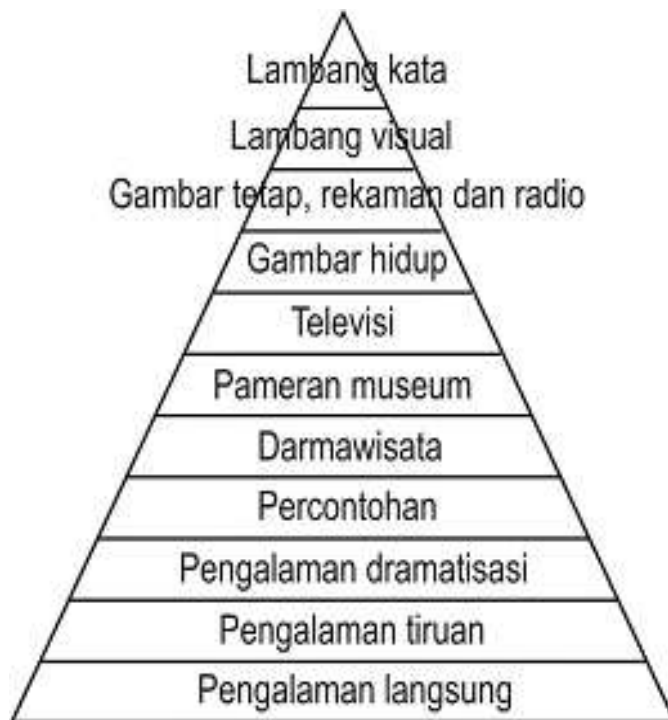 Lambang kata
Lambang visual
Gambar tetap, rekaman dan radio
Gambar hidup
Televisi
Pameran museum
Darmawisata
Percontohan
Pengalaman dramatisasi
Pengalaman tiruan
Pengalaman langsung